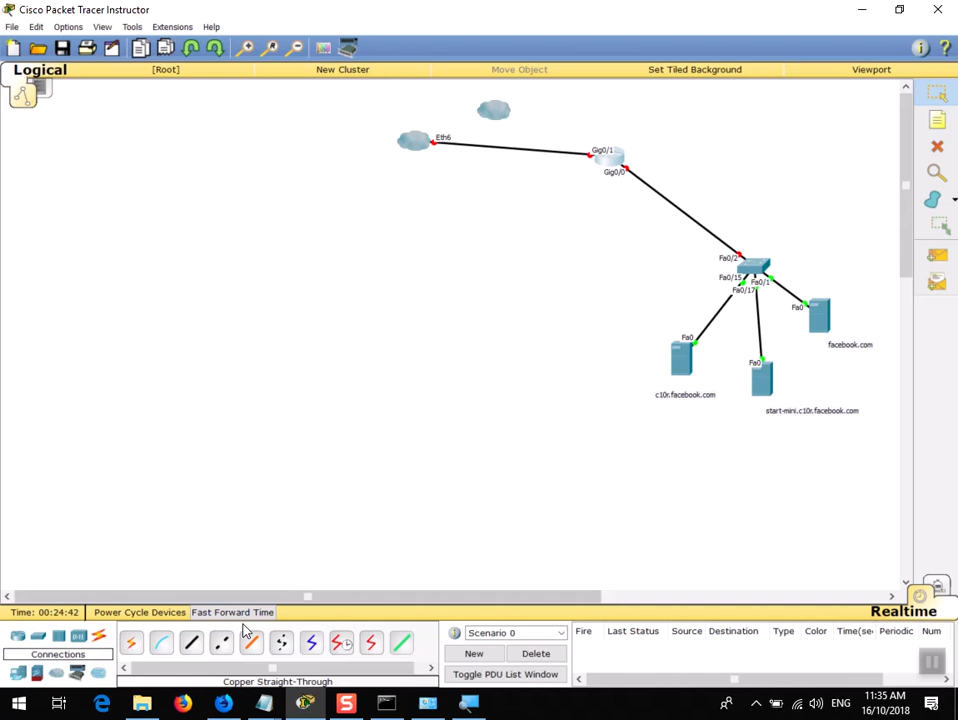 Cisco Packet Tracer Instructor
File Edit Options View Tools Extensions Help
Logical [Root] New Cluster Move Object Set Tiled Background Viewport
Eth6
Gig0/1
Gig0/0
Fa0/2
Fa0/15
Fa0/1
Fa0/17
Fa0
facebook.com
Fa0
Fa0
c10r.facebook.com
start-mini.c10r.facebook.com
Time: 00:24:42 Power Cycle Devices Fast Forward Time
Realtime
Connections
Copper Straight-Through
Scenario 0
New Delete
Toggle PDU List Window
Fire Last Status Source Destination Type Color Time(sec Periodic Num
ENG
11:35 AM
16/10/2018